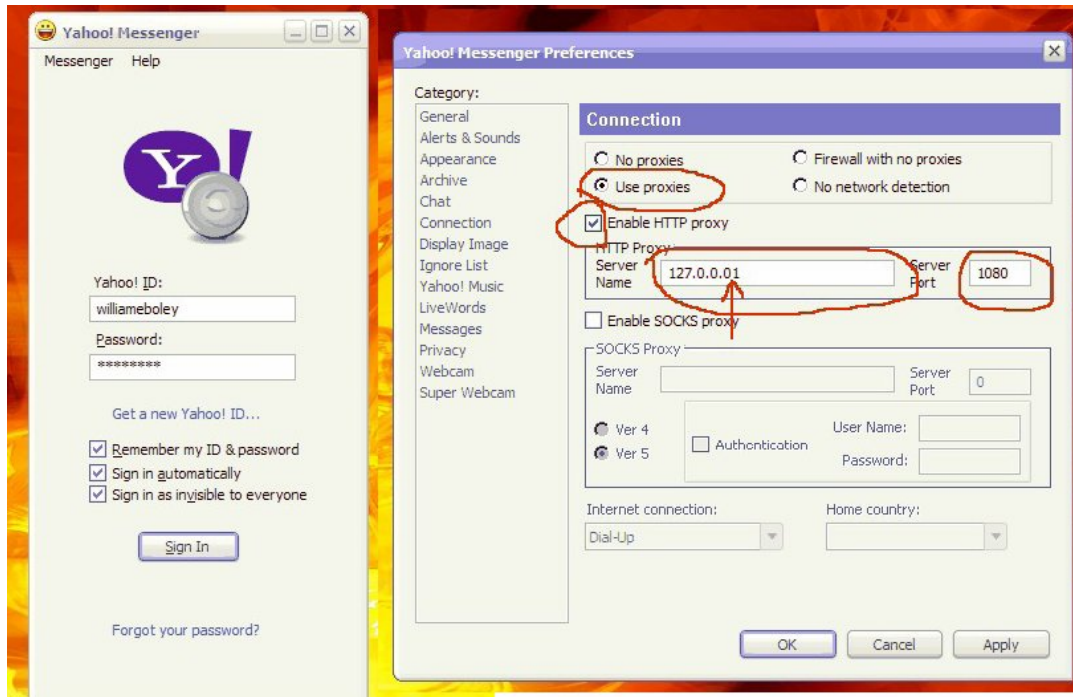 Yahoo! Messenger
Messenger Help
Y!
Yahoo! ID:
williameboley
Password:
********
Get a new Yahoo! ID...
Remember my ID & password
Sign in automatically
Sign in as invisible to everyone
Sign In
Forgot your password?
Yahoo! Messenger Preferences
Category:
General
Alerts & Sounds
Appearance
Archive
Chat
Connection
Display Image
Ignore List
Yahoo! Music
LiveWords
Messages
Privacy
Webcam
Super Webcam
Connection
No proxies Firewall with no proxies
Use proxies No network detection
Enable HTTP proxy
HTTP Proxy
Server Name 127.0.0.01 Server Port 1080
Enable SOCKS proxy
SOCKS Proxy
Server Name Server Port 0
Ver 4
Ver 5
Authentication
User Name:
Password:
Internet connection: Home country:
Dial-Up
OK Cancel Apply